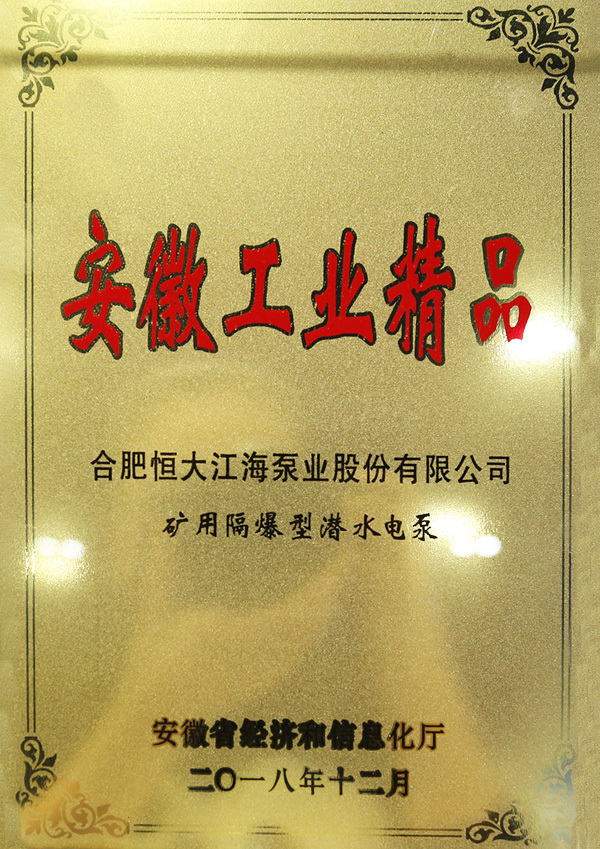 安徽工业精品
合肥恒大江海泵业股份有限公司
矿用隔爆型潜水电泵
安徽省经济和信息化厅
二〇一八年十二月